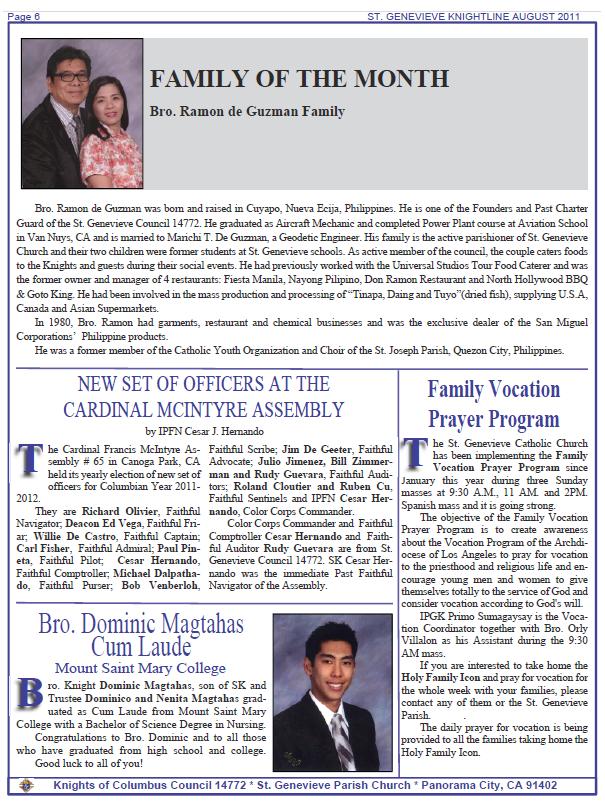 Page 6
ST. GENEVIEVE KNIGHTLINE AUGUST 2011
FAMILY OF THE MONTH
Bro. Ramon de Guzman Family
Bro. Ramon de Guzman was born and raised in Cuyapo, Nueva Ecija, Philippines. He is one of the Founders and Past Charter
Guard of the St. Genevieve Council 14772. He graduated as Aircraft Mechanic and completed Power Plant course at Aviation School
in Van Nuys, CA and is married to Marichi T. De Guzman, a Geodetic Engineer. His family is the active parishioner of St. Genevieve
Church and their two children were former students at St. Genevieve schools. As active member of the council, the couple caters foods
to the Knights and guests during their social events. He had previously worked with the Universal Studios Tour Food Caterer and was
the former owner and manager of 4 restaurants: Fiesta Manila, Nayong Pilipino, Don Ramon Restaurant and North Hollywood BBQ
& Goto King. He had been involved in the mass production and processing of "Tinapa, Daing and Tuyo"(dried fish), supplying U.S.A,
Canada and Asian Supermarkets.
In 1980, Bro. Ramon had garments, restaurant and chemical businesses and was the exclusive dealer of the San Miguel
Corporations' Philippine products.
He was a former member of the Catholic Youth Organization and Choir of the St. Joseph Parish, Quezon City, Philippines.
NEW SET OF OFFICERS AT THE
CARDINAL MCINTYRE ASSEMBLY
by IPFN Cesar J. Hernando
The Cardinal Francis McIntyre As-
sembly # 65 in Canoga Park, CA
held its yearly election of new set of
officers for Columbian Year 2011-
2012.
They are Richard Olivier, Faithful
Navigator; Deacon Ed Vega, Faithful Fri-
ar; Willie De Castro, Faithful Captain;
Carl Fisher, Faithful Admiral; Paul Pin-
eta, Faithful Pilot; Cesar Hernando,
Faithful Comptroller; Michael Dalpatha-
do, Faithful Purser; Bob Venberloh,
Faithful Scribe; Jim De Geeter, Faithful
Advocate; Julio Jimenez, Bill Zimmer-
man and Rudy Guevara, Faithful Audi-
tors; Roland Cloutier and Ruben Cu,
Faithful Sentinels and IPFN Cesar Her-
nando, Color Corps Commander.
Color Corps Commander and Faithful
Comptroller Cesar Hernando and Faith-
ful Auditor Rudy Guevara are from St.
Genevieve Council 14772. SK Cesar Her-
nando was the immediate Past Faithful
Navigator of the Assembly.
Bro. Dominic Magtahas
Cum Laude
Mount Saint Mary College
Bro. Knight Dominic Magtahas, son of SK and
Trustee Dominico and Nenita Magtahas grad-
uated as Cum Laude from Mount Saint Mary
College with a Bachelor of Science Degree in Nursing.
Congratulations to Bro. Dominic and to all those
who have graduated from high school and college.
Good luck to all of you!
Family Vocation
Prayer Program
The St. Genevieve Catholic Church
has been implementing the Family
Vocation Prayer Program since
January this year during three Sunday
masses at 9:30 A.M., 11 AM. and 2PM.
Spanish mass and it is going strong.
The objective of the Family Vocation
Prayer Program is to create awareness
about the Vocation Program of the Archdi-
ocese of Los Angeles to pray for vocation
to the priesthood and religious life and en-
courage young men and women to give
themselves totally to the service of God and
consider vocation according to God's will.
IPGK Primo Sumagaysay is the Voca-
tion Coordinator together with Bro. Orly
Villalon as his Assistant during the 9:30
AM mass.
If you are interested to take home the
Holy Family Icon and pray for vocation for
the whole week with your families, please
contact any of them or the St. Genevieve
Parish. .
The daily prayer for vocation is being
provided to all the families taking home the
Holy Family Icon.
Knights of Columbus Council 14772 * St. Genevieve Parish Church * Panorama City, CA 91402